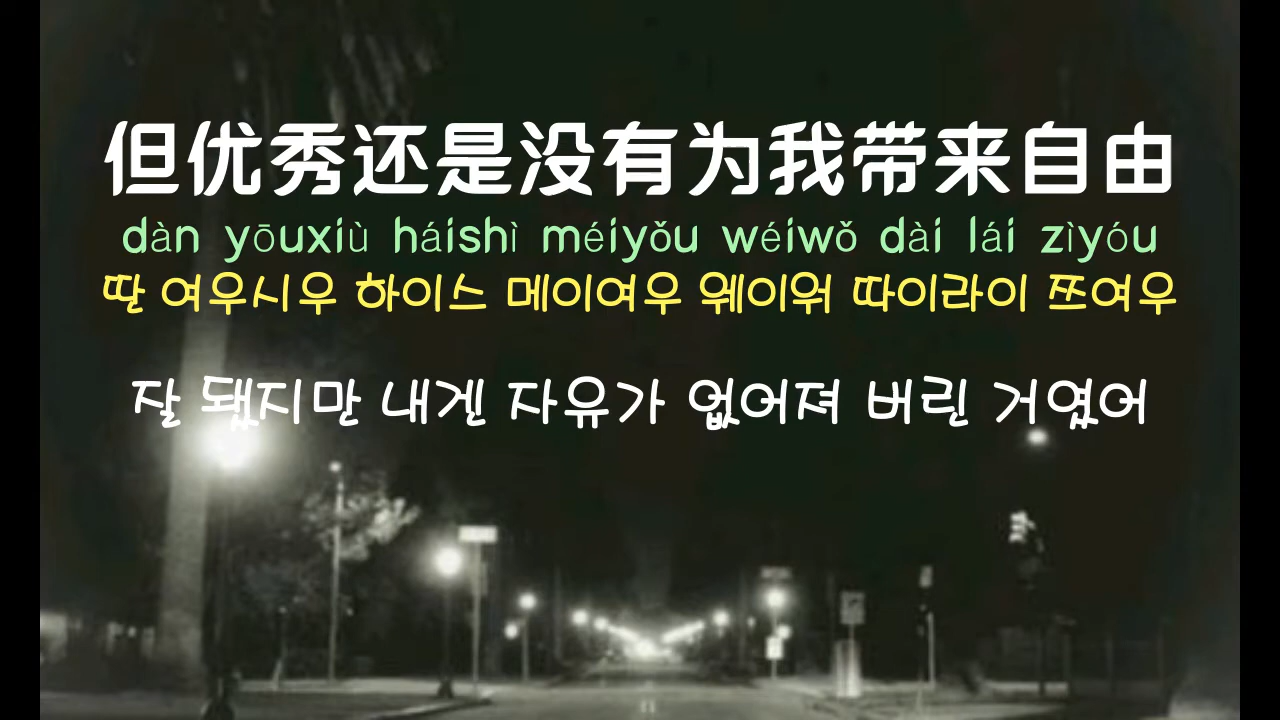 但优秀还是没有为我带来自由
dàn yōuxiù háishì méiyǒu wéiwǒ dài lái zìyóu
딴 여우시우 하이스 메이여우 웨이워 따이라이 쯔여우
잘 됐지만 내겐 자유가 없어져 버린 거였어